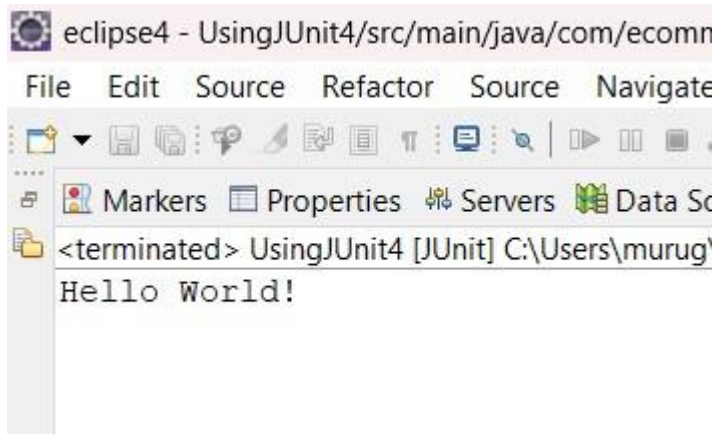 eclipse4 - UsingJUnit4/src/main/java/com/ecomm
File Edit Source Refactor Source Navigate
Markers Properties Servers Data So
<terminated> UsingJUnit4 [JUnit] C:\Users\murug\
Hello World!